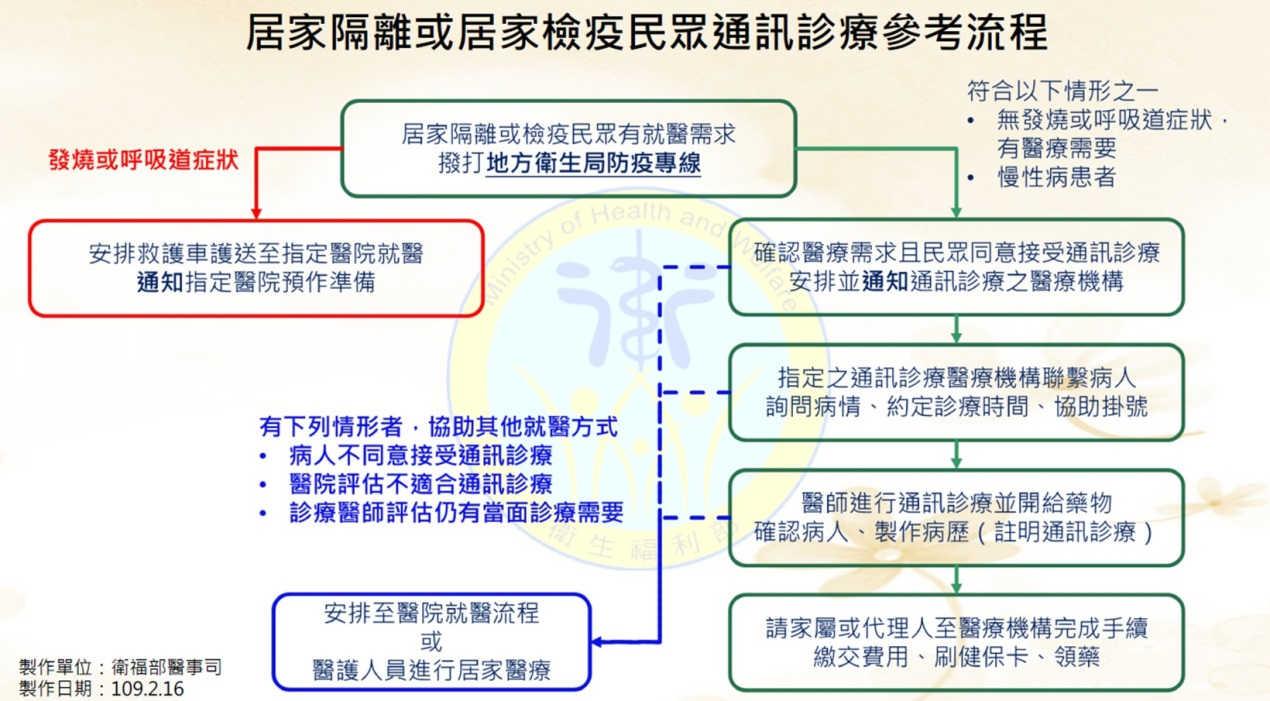 居家隔離或居家檢疫民眾通訊診療參考流程
符合以下情形之一
• 無發燒或呼吸道症狀，
有醫療需要
• 慢性病患者
居家隔離或檢疫民眾有就醫需求
撥打地方衛生局防疫專線
發燒或呼吸道症狀
安排救護車護送至指定醫院就醫
通知指定醫院預作準備
確認醫療需求且民眾同意接受通訊診療
安排並通知通訊診療之醫療機構
指定之通訊診療醫療機構聯繫病人
詢問病情、約定診療時間、協助掛號
有下列情形者，協助其他就醫方式
• 病人不同意接受通訊診療
• 醫院評估不適合通訊診療
• 診療醫師評估仍有當面診療需要
醫師進行通訊診療並開給藥物
確認病人、製作病歷（註明通訊診療）
安排至醫院就醫流程
或
醫護人員進行居家醫療
請家屬或代理人至醫療機構完成手續
繳交費用、刷健保卡、領藥
Ministry of Health and Welfare
衛生福利部
製作單位：衛福部醫事司
製作日期：109.2.16